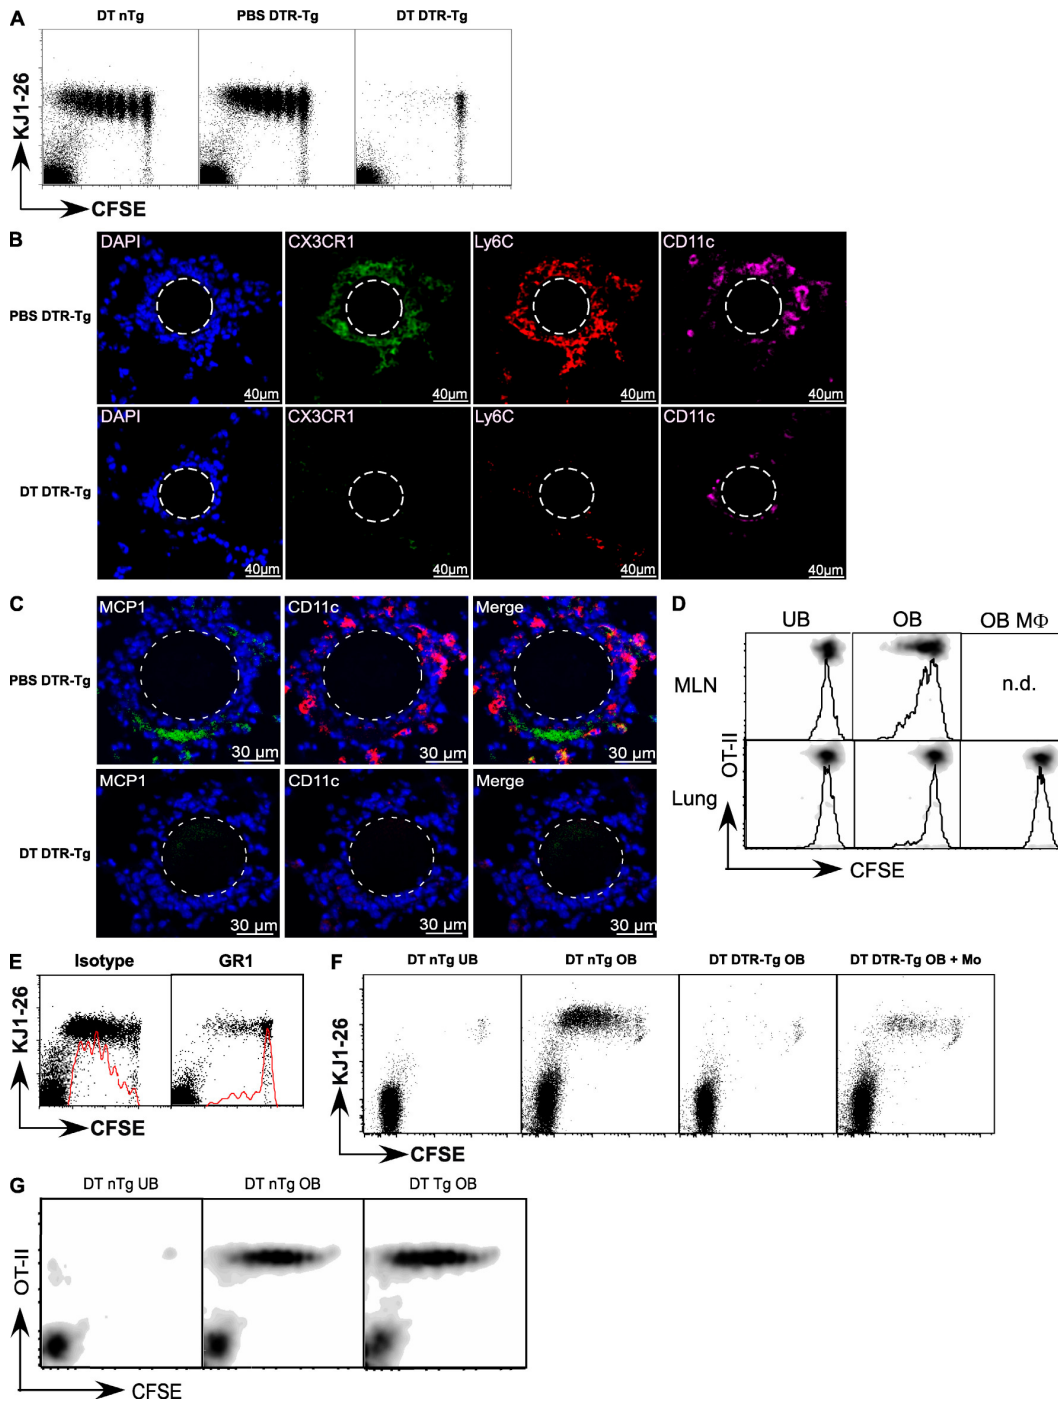 A
DT nTg
PBS DTR-Tg
DT DTR-Tg
KJ1-26
CFSE
B
DAPI
CX3CR1
Ly6C
CD11c
PBS DTR-Tg
40μm
40μm
40μm
40μm
DAPI
CX3CR1
Ly6C
CD11c
DT DTR-Tg
40μm
40μm
40μm
40μm
C
MCP1
CD11c
Merge
PBS DTR-Tg
30 μm
30 μm
30 μm
MCP1
CD11c
Merge
DT DTR-Tg
30 μm
30 μm
30 μm
D
UB
OB
OB MΦ
MLN
n.d.
Lung
OT-II
CFSE
E
Isotype
GR1
KJ1-26
CFSE
F
DT nTg UB
DT nTg OB
DT DTR-Tg OB
DT DTR-Tg OB + Mo
KJ1-26
CFSE
G
DT nTg UB
DT nTg OB
DT Tg OB
OT-II
CFSE